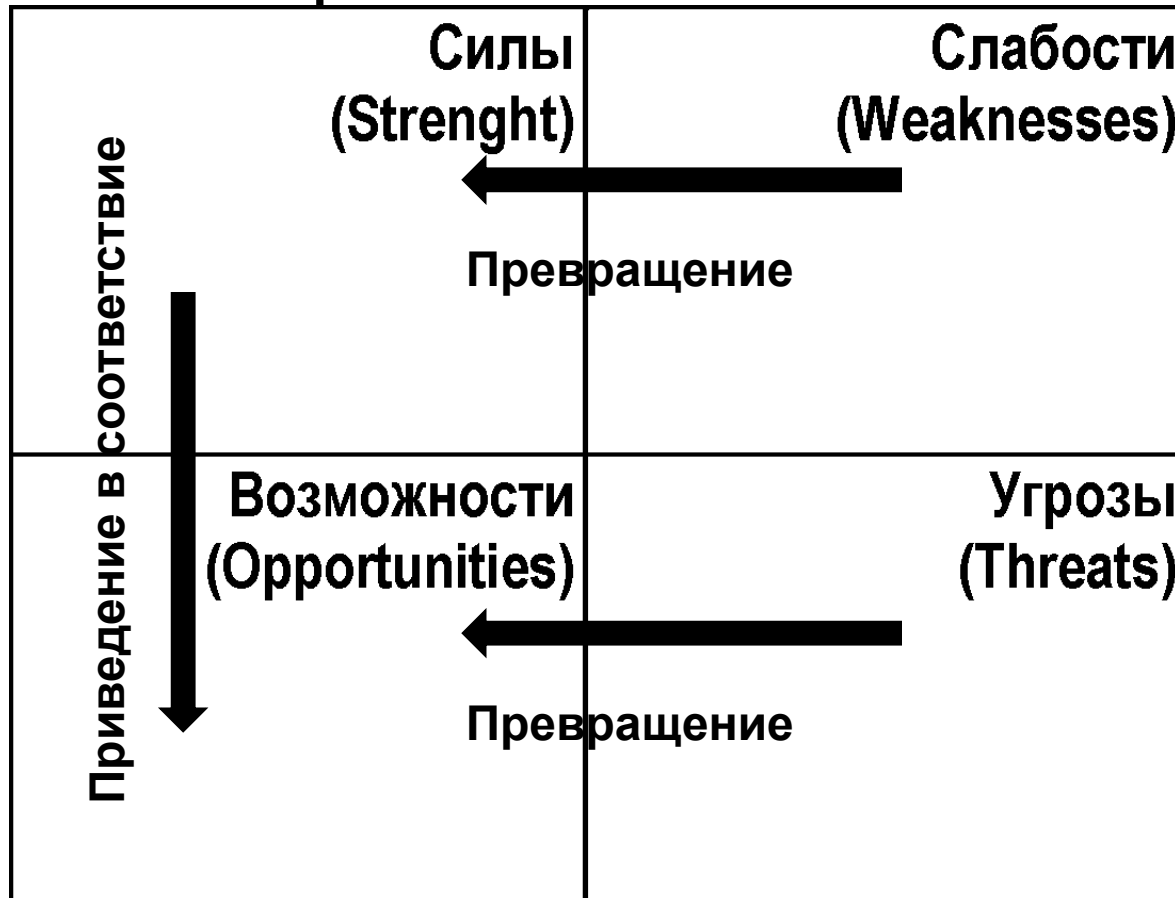 Силы
(Strenght)
Слабости
(Weaknesses)
Превращение
Приведение в соответствие
Возможности
(Opportunities)
Угрозы
(Threats)
Превращение